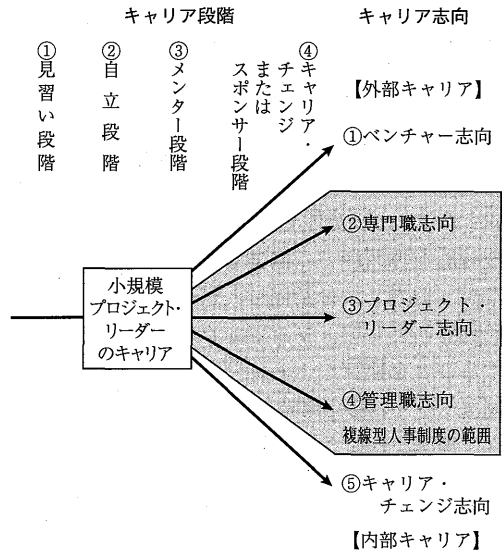 キャリア段階
キャリア志向
①見習い段階
②自立段階
③メンター段階
④キャリア・
チェンジ
または
スポンサー段階
【外部キャリア】
①ベンチャー志向
②専門職志向
小規模
プロジェクト・
リーダー
のキャリア
③プロジェクト・
リーダー志向
④管理職志向
複線型人事制度の範囲
⑤キャリア・
チェンジ志向
【内部キャリア】